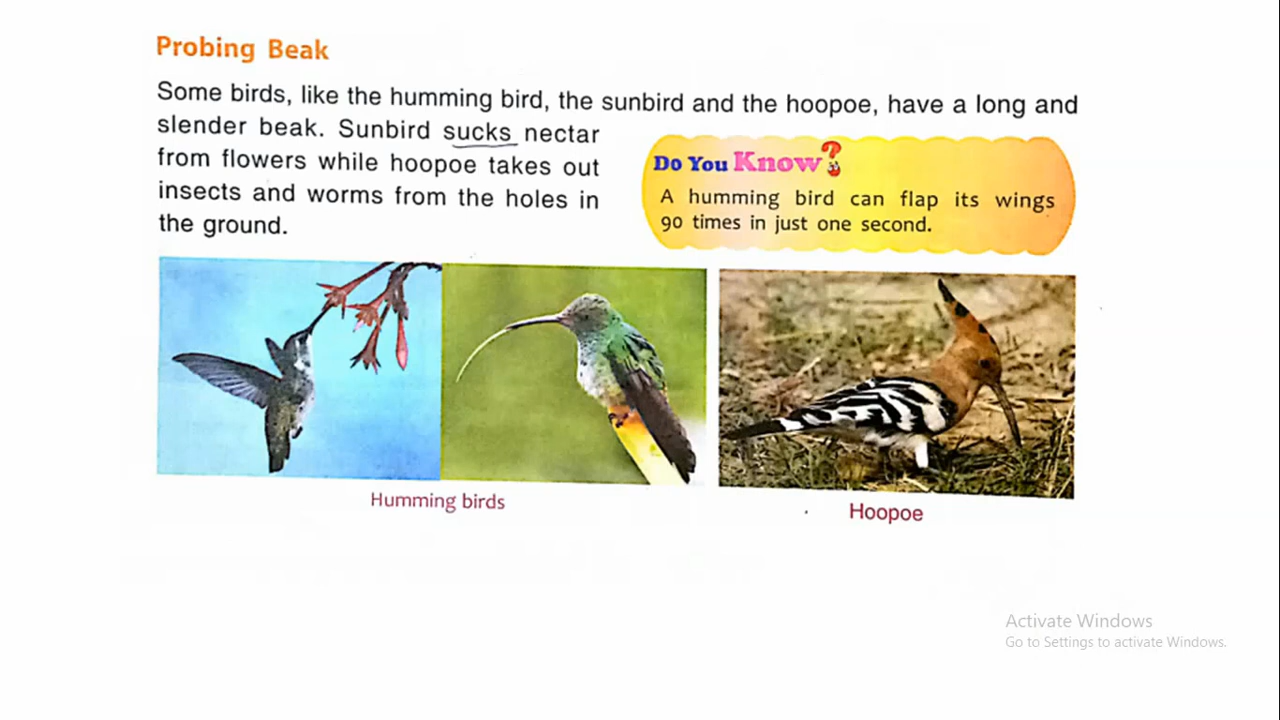 Probing Beak
Some birds, like the humming bird, the sunbird and the hoopoe, have a long and
slender beak. Sunbird sucks nectar
from flowers while hoopoe takes out
insects and worms from the holes in
the ground.
Do You Know?
A humming bird can flap its wings
90 times in just one second.
Humming birds
Hoopoe
Activate Windows
Go to Settings to activate Windows.